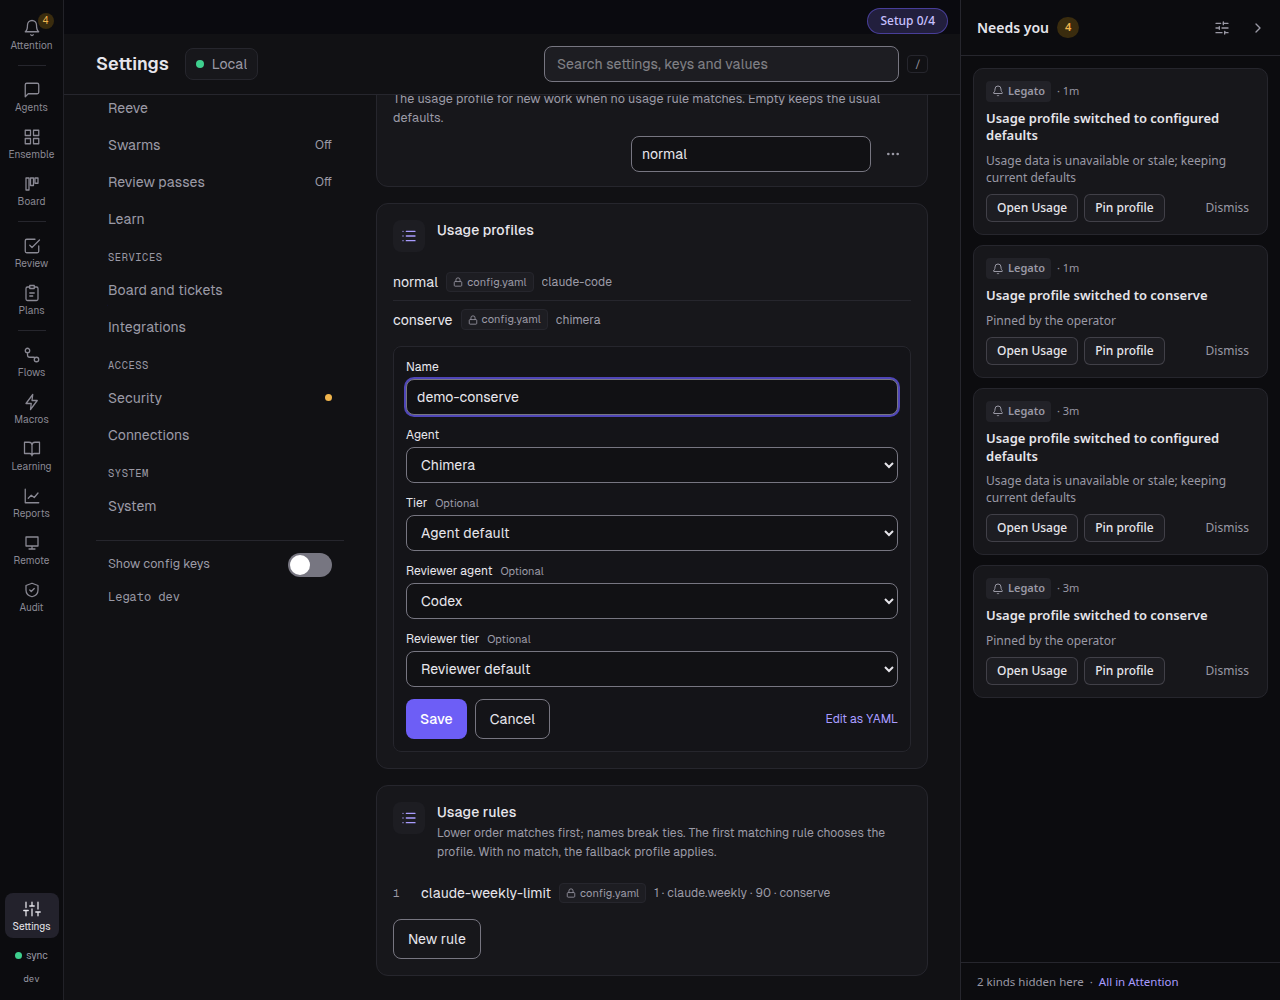 4
Attention
Agents
Ensemble
Board
Review
Plans
Flows
Macros
Learning
Reports
Remote
Audit
Settings
sync
dev
Setup 0/4
Settings
Local
Search settings, keys and values
/
Reeve
Swarms Off
Review passes Off
Learn
SERVICES
Board and tickets
Integrations
ACCESS
Security
Connections
SYSTEM
System
Show config keys
Legato dev
The usage profile for new work when no usage rule matches. Empty keeps the usual
defaults.
normal
Usage profiles
normal config.yaml claude-code
conserve config.yaml chimera
Name
demo-conserve
Agent
Chimera
Tier Optional
Agent default
Reviewer agent Optional
Codex
Reviewer tier Optional
Reviewer default
Save Cancel Edit as YAML
Usage rules
Lower order matches first; names break ties. The first matching rule chooses the
profile. With no match, the fallback profile applies.
1 claude-weekly-limit config.yaml 1 · claude.weekly · 90 · conserve
New rule
Needs you 4
Legato · 1m
Usage profile switched to configured
defaults
Usage data is unavailable or stale; keeping
current defaults
Open Usage Pin profile Dismiss
Legato · 1m
Usage profile switched to conserve
Pinned by the operator
Open Usage Pin profile Dismiss
Legato · 3m
Usage profile switched to configured
defaults
Usage data is unavailable or stale; keeping
current defaults
Open Usage Pin profile Dismiss
Legato · 3m
Usage profile switched to conserve
Pinned by the operator
Open Usage Pin profile Dismiss
2 kinds hidden here · All in Attention